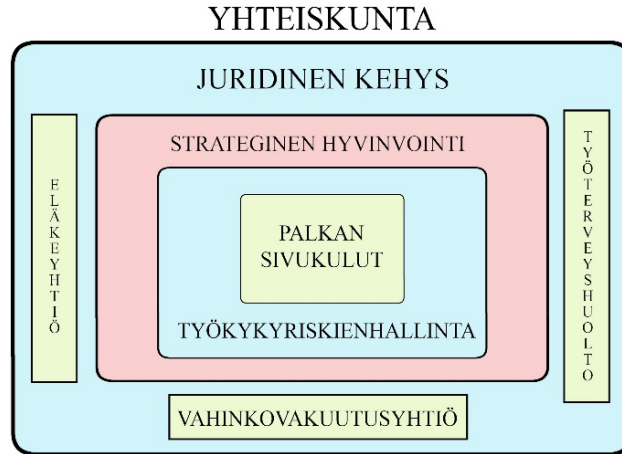 YHTEISKUNTA
JURIDINEN KEHYS
STRATEGINEN HYVINVOINTI
ELÄKEYHTIÖ
TYÖTERVEYSHUOLTO
PALKAN
SIVUKULUT
TYÖKYKYRISKIENHALLINTA
VAHINKOVAKUUTUSYHTIÖ